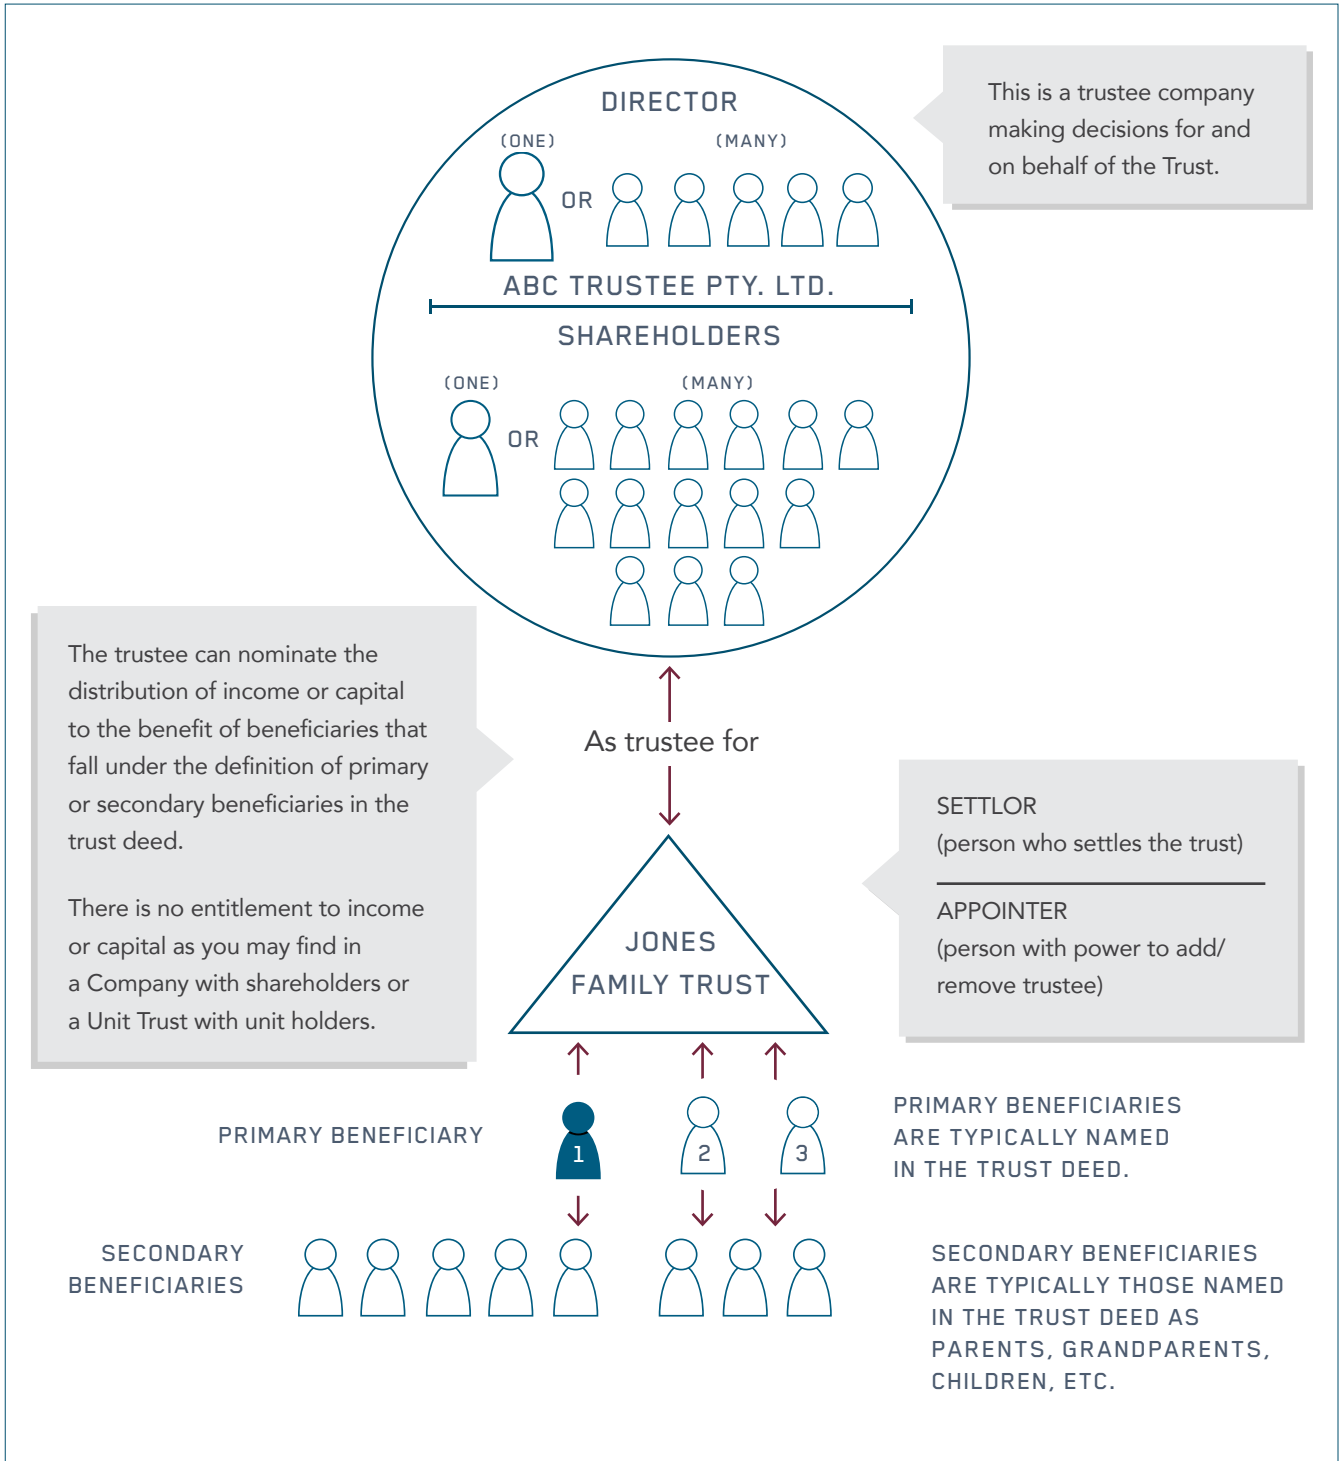 DIRECTOR
(ONE)
(MANY)
OR
ABC TRUSTEE PTY. LTD.
SHAREHOLDERS
(ONE)
(MANY)
OR
This is a trustee company
making decisions for and
on behalf of the Trust.
The trustee can nominate the
distribution of income or capital
to the benefit of beneficiaries that
fall under the definition of primary
or secondary beneficiaries in the
trust deed.
There is no entitlement to income
or capital as you may find in
a Company with shareholders or
a Unit Trust with unit holders.
As trustee for
SETTLOR
(person who settles the trust)
APPOINTER
(person with power to add/
remove trustee)
JONES
FAMILY TRUST
PRIMARY BENEFICIARY
1
2
3
PRIMARY BENEFICIARIES
ARE TYPICALLY NAMED
IN THE TRUST DEED.
SECONDARY
BENEFICIARIES
SECONDARY BENEFICIARIES
ARE TYPICALLY THOSE NAMED
IN THE TRUST DEED AS
PARENTS, GRANDPARENTS,
CHILDREN, ETC.